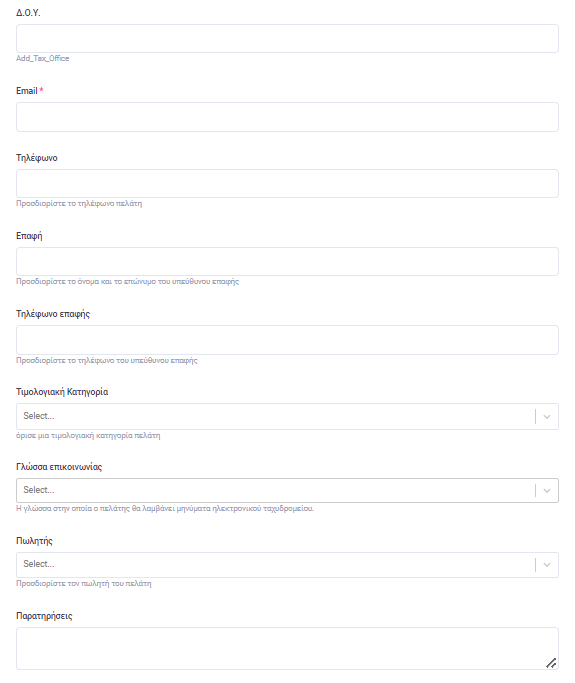 Δ.Ο.Υ.
Add_Tax_Office
Email *
Τηλέφωνο
Προσδιορίστε το τηλέφωνο πελάτη
Επαφή
Προσδιορίστε το όνομα και το επώνυμο του υπεύθυνου επαφής
Τηλέφωνο επαφής
Προσδιορίστε το τηλέφωνο του υπεύθυνου επαφής
Τιμολογιακή Κατηγορία
Select...
όρισε μια τιμολογιακή κατηγορία πελάτη
Γλώσσα επικοινωνίας
Select...
Η γλώσσα στην οποία ο πελάτης θα λαμβάνει μηνύματα ηλεκτρονικού ταχυδρομείου.
Πωλητής
Select...
Προσδιορίστε τον πωλητή του πελάτη
Παρατηρήσεις